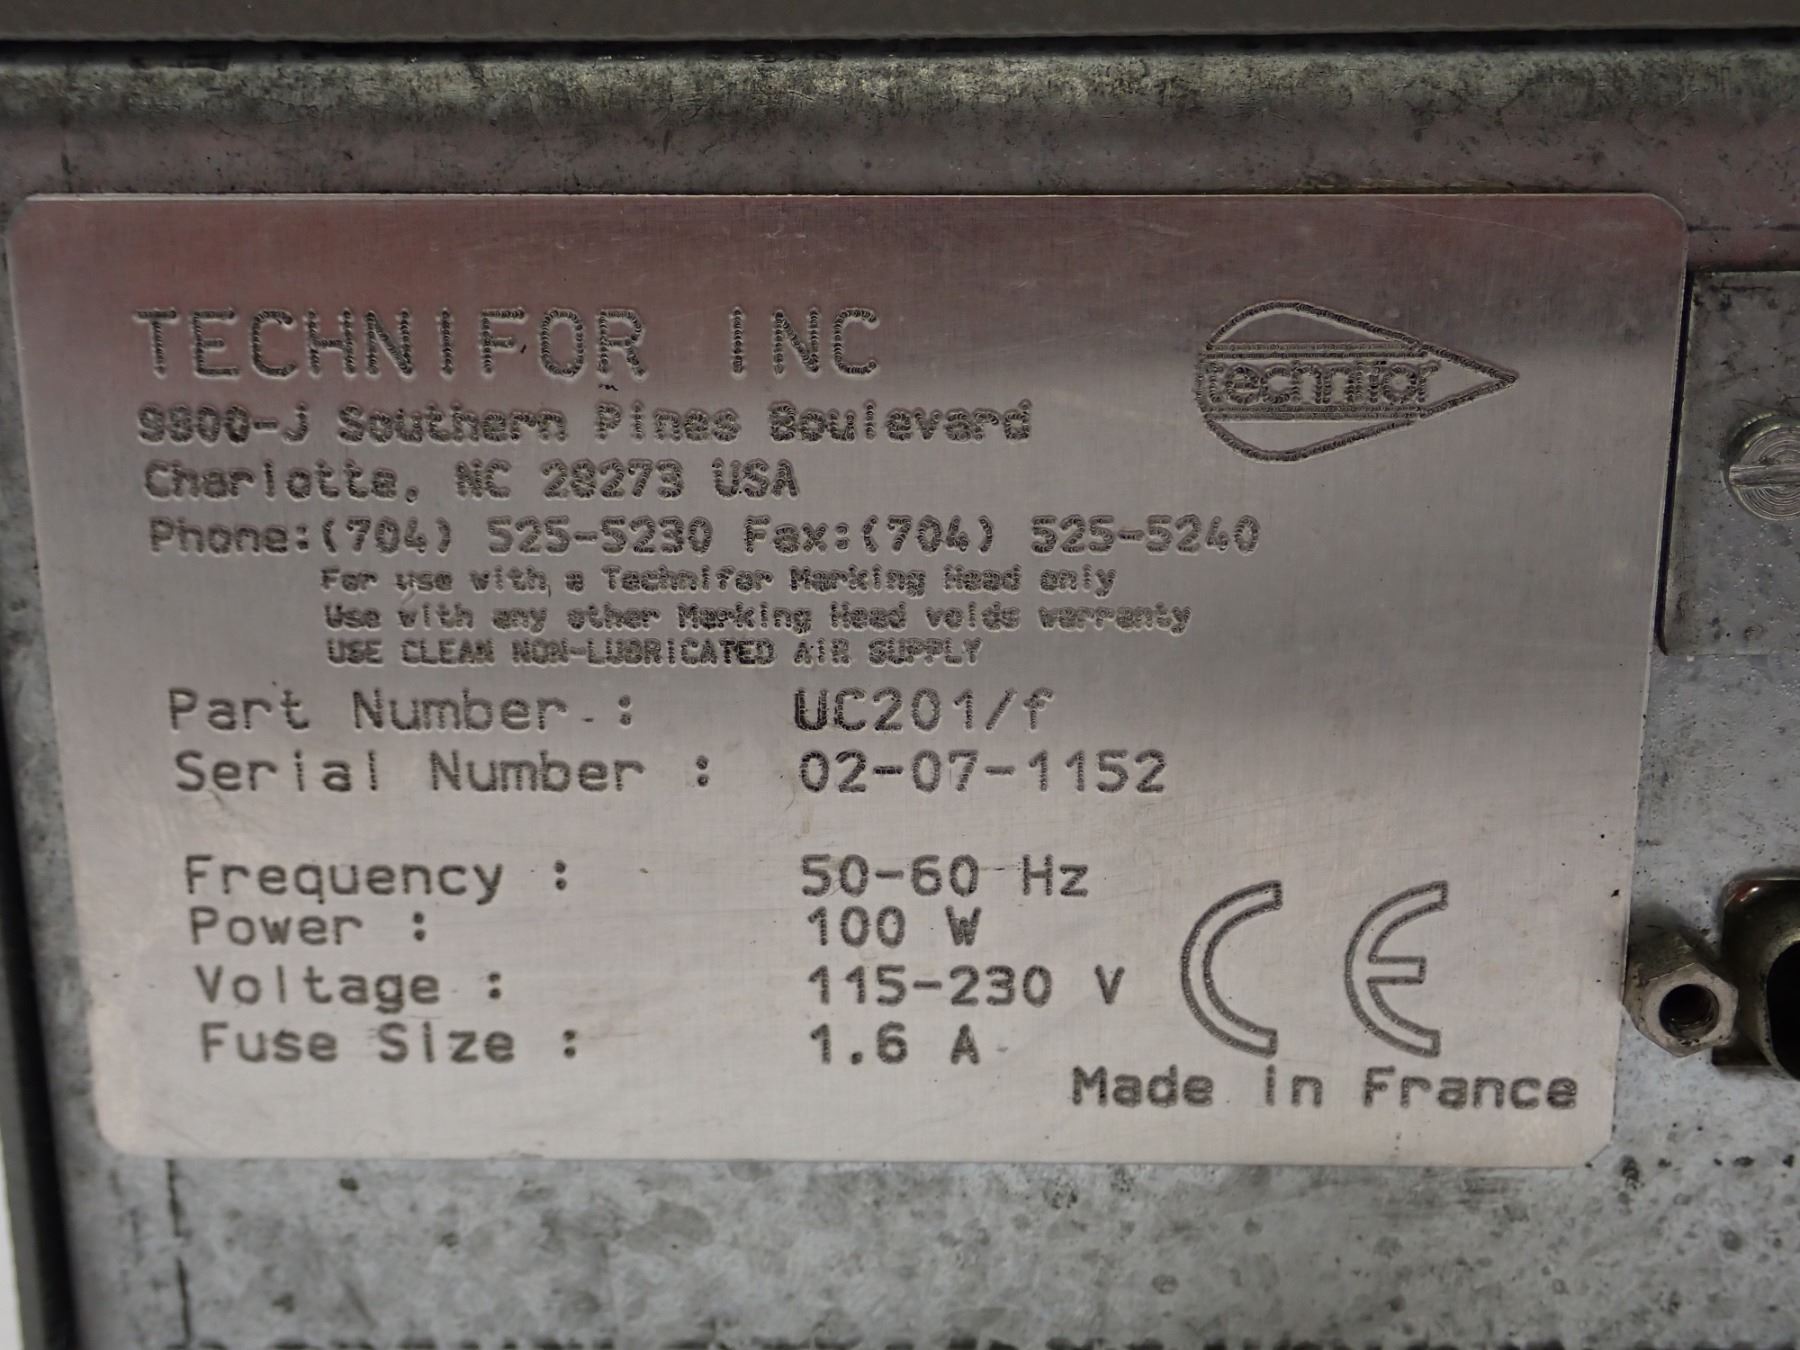 TECHNIFOR INC
technifor
9800-J Southern Pines Boulevard
Charlotte, NC 28273 USA
Phone:(704) 525-5230 Fax:(704) 525-5240
For use with a Technifor Marking Head only
Use with any other Marking Head voids warranty
USE CLEAN NON-LUBRICATED AIR SUPPLY
Part Number : UC201/f
Serial Number : 02-07-1152
Frequency : 50-60 Hz
Power : 100 W
Voltage : 115-230 V
Fuse Size : 1.6 A
CE
Made in France